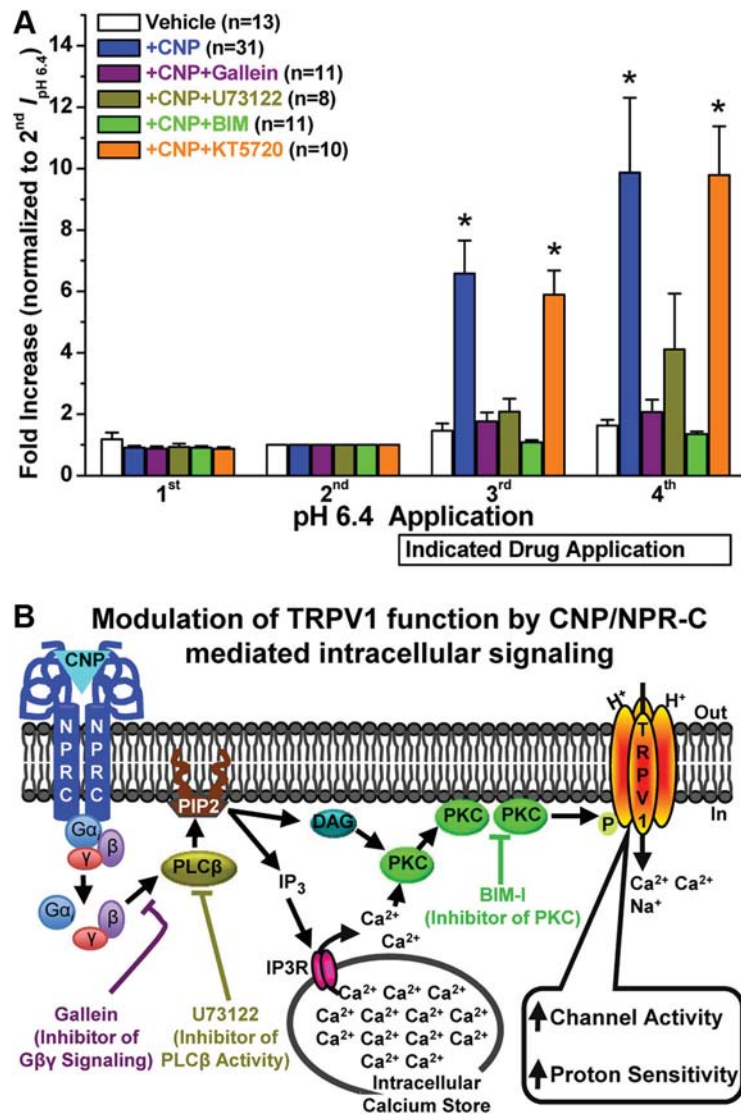 A
Vehicle (n=13)
+CNP (n=31)
+CNP+Gallein (n=11)
+CNP+U73122 (n=8)
+CNP+BIM (n=11)
+CNP+KT5720 (n=10)
Fold Increase (normalized to 2nd I pH 6.4)
14
12
10
8
6
4
2
0
* *
* *
1st 2nd 3rd 4th
pH 6.4 Application
Indicated Drug Application
B Modulation of TRPV1 function by CNP/NPR-C
mediated intracellular signaling
CNP
NPRC NPRC
PIP2
H+ H+
TRPV1
Out
In
Gα
β
γ
Gα
β
γ
PLCβ
DAG
PKC
PKC PKC
P
IP3
Ca2+
Ca2+
IP3R
BIM-I
(Inhibitor of PKC)
Ca2+ Ca2+
Na+
Gallein
(Inhibitor of
Gβγ Signaling)
U73122
(Inhibitor of
PLCβ Activity)
Ca2+ Ca2+ Ca2+
Ca2+ Ca2+ Ca2+ Ca2+
Ca2+ Ca2+ Ca2+ Ca2+
Ca2+ Ca2+
Intracellular
Calcium Store
Channel Activity
Proton Sensitivity